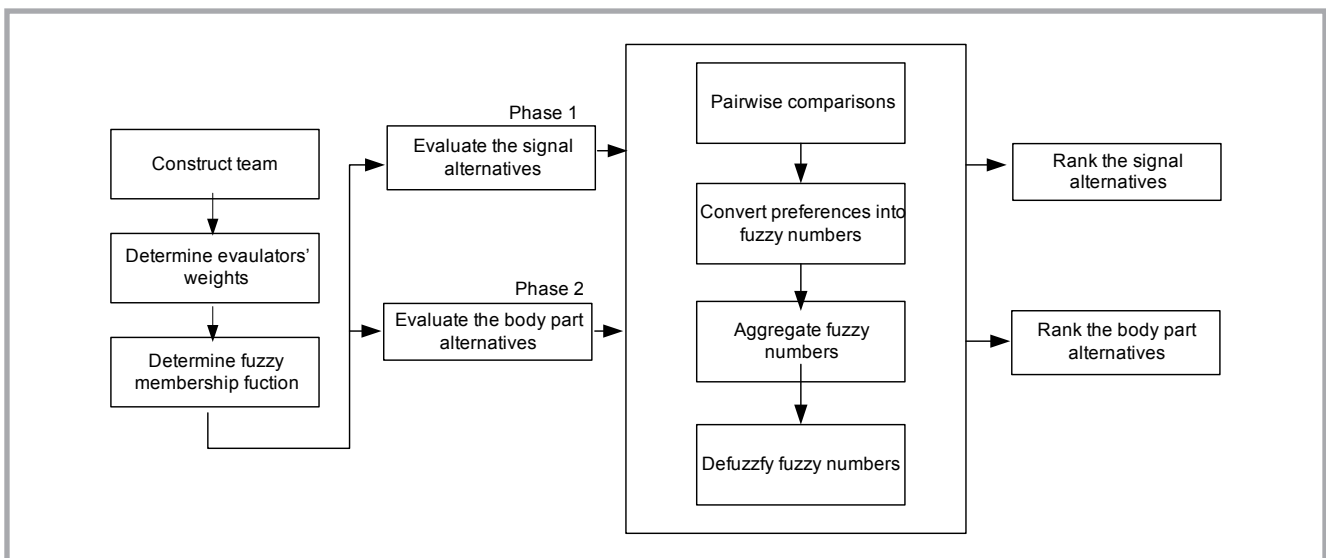 Construct team
Determine evaulators’
weights
Determine fuzzy
membership fuction
Phase 1
Evaluate the signal
alternatives
Phase 2
Evaluate the body part
alternatives
Pairwise comparisons
Convert preferences into
fuzzy numbers
Aggregate fuzzy
numbers
Defuzzfy fuzzy numbers
Rank the signal
alternatives
Rank the body part
alternatives